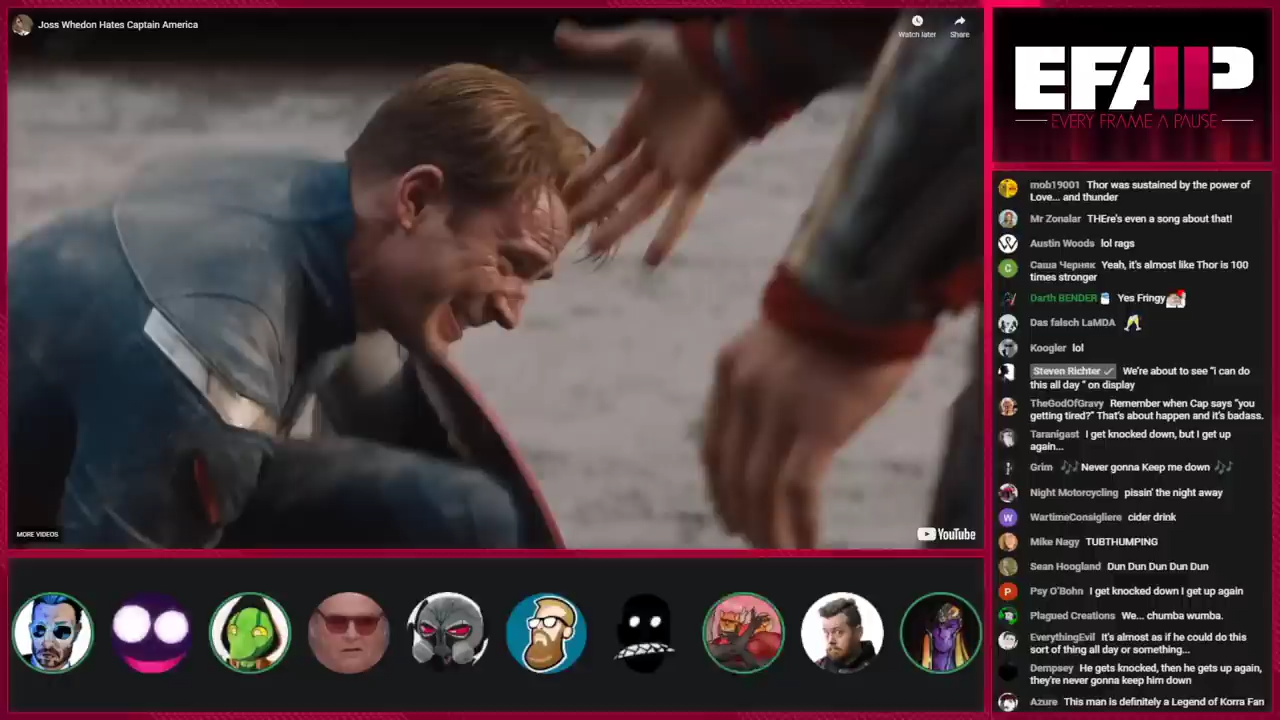 Joss Whedon Hates Captain America
Watch later
Share
MORE VIDEOS
YouTube
EFAP
EVERY FRAME A PAUSE
mob19001 Thor was sustained by the power of
Love... and thunder
Mr Zonalar THEre's even a song about that!
Austin Woods lol rags
Саша Черняк Yeah, it's almost like Thor is 100
times stronger
Darth BENDER Yes Fringy
Das falsch LaMDA
Koogler lol
Steven Richter We're about to see "i can do
this all day " on display
TheGodOfGravy Remember when Cap says "you
getting tired?" That's about happen and it's badass.
Taranigast I get knocked down, but I get up
again...
Grim 🎶 Never gonna Keep me down 🎶
Night Motorcycling pissin' the night away
WartimeConsigliere cider drink
Mike Nagy TUBTHUMPING
Sean Hoogland Dun Dun Dun Dun Dun
Psy O'Bohn I get knocked down I get up again
Plagued Creations We... chumba wumba.
EverythingEvil It's almost as if he could do this
sort of thing all day or something...
Dempsey He gets knocked, then he gets up again,
they're never gonna keep him down
Azure This man is definitely a Legend of Korra Fan